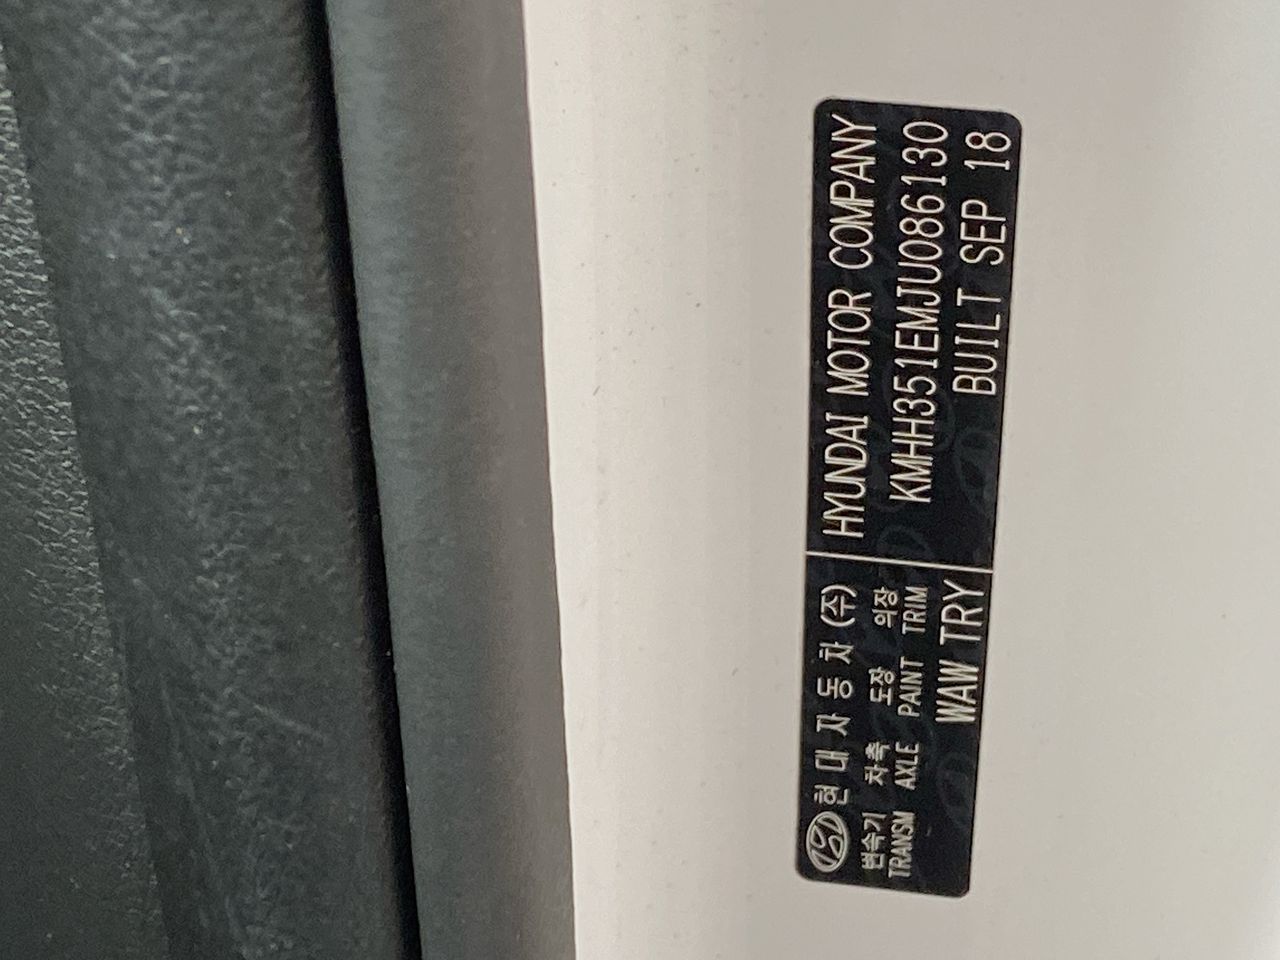 현대자동차(주)
변속기 차축 도장 의장
TRANSM AXLE PAINT TRIM
WAW TRY
HYUNDAI MOTOR COMPANY
KMHH351EMJU086130
BUILT SEP 18